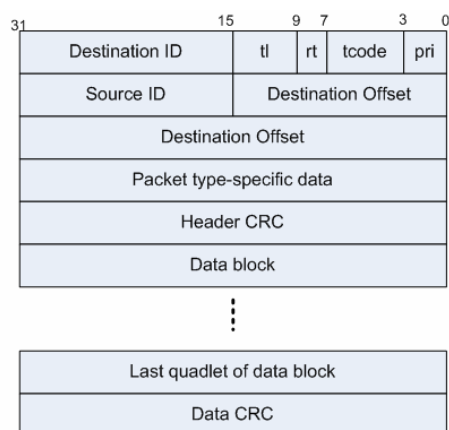 31 15 9 7 3 0
Destination ID tl rt tcode pri
Source ID Destination Offset
Destination Offset
Packet type-specific data
Header CRC
Data block
Last quadlet of data block
Data CRC